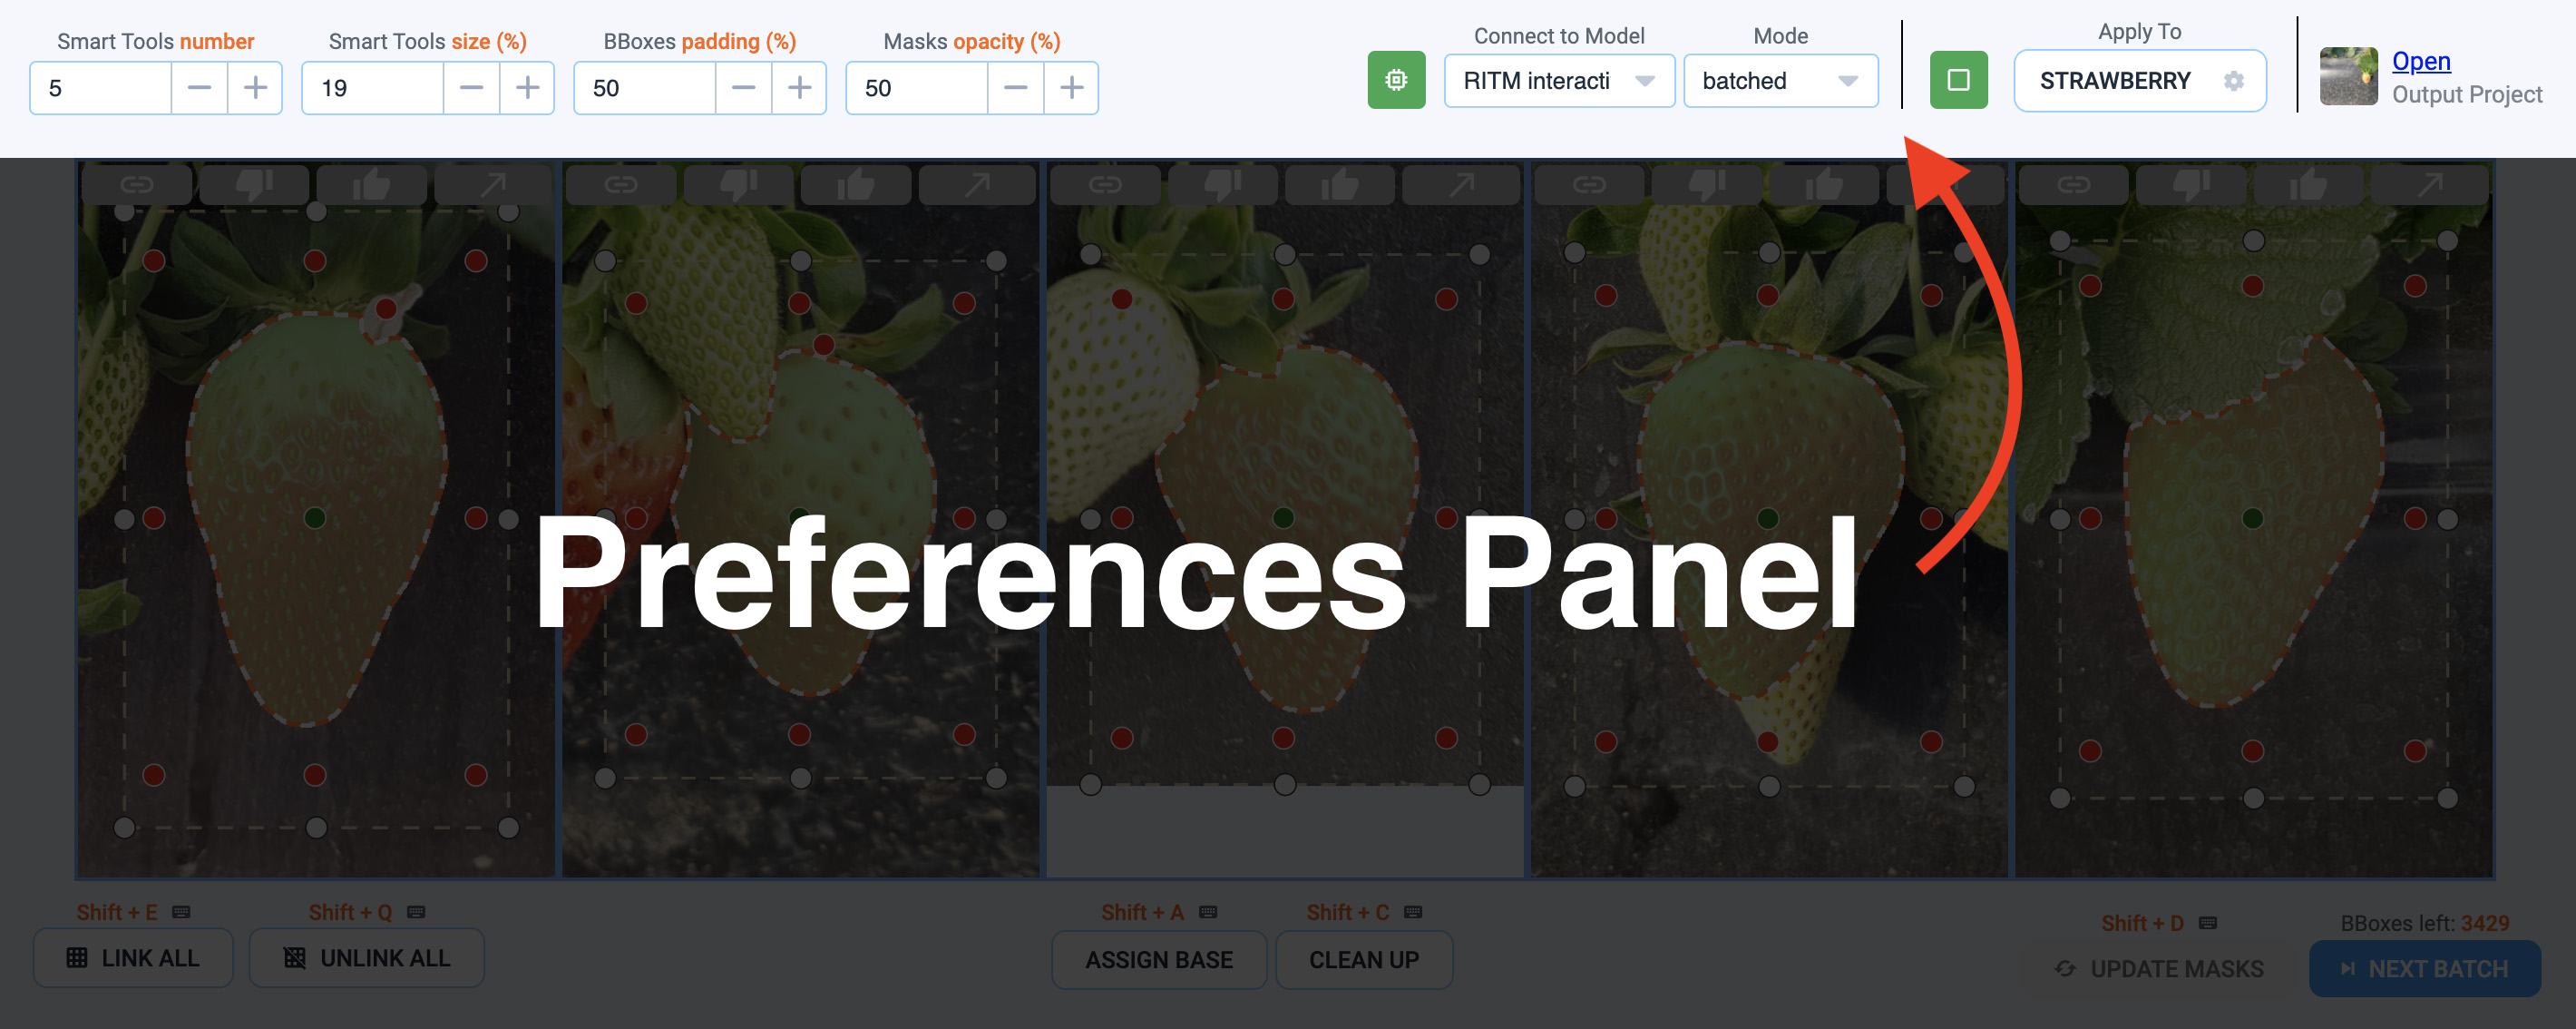 Smart Tools number
Smart Tools size (%)
BBoxes padding (%)
Masks opacity (%)
Connect to Model
Mode
Apply To
5
19
50
50
RITM interacti
batched
STRAWBERRY
Open
Output Project
Preferences Panel
Shift + E
Shift + Q
Shift + A
Shift + C
Shift + D
BBoxes left: 3429
LINK ALL
UNLINK ALL
ASSIGN BASE
CLEAN UP
UPDATE MASKS
NEXT BATCH